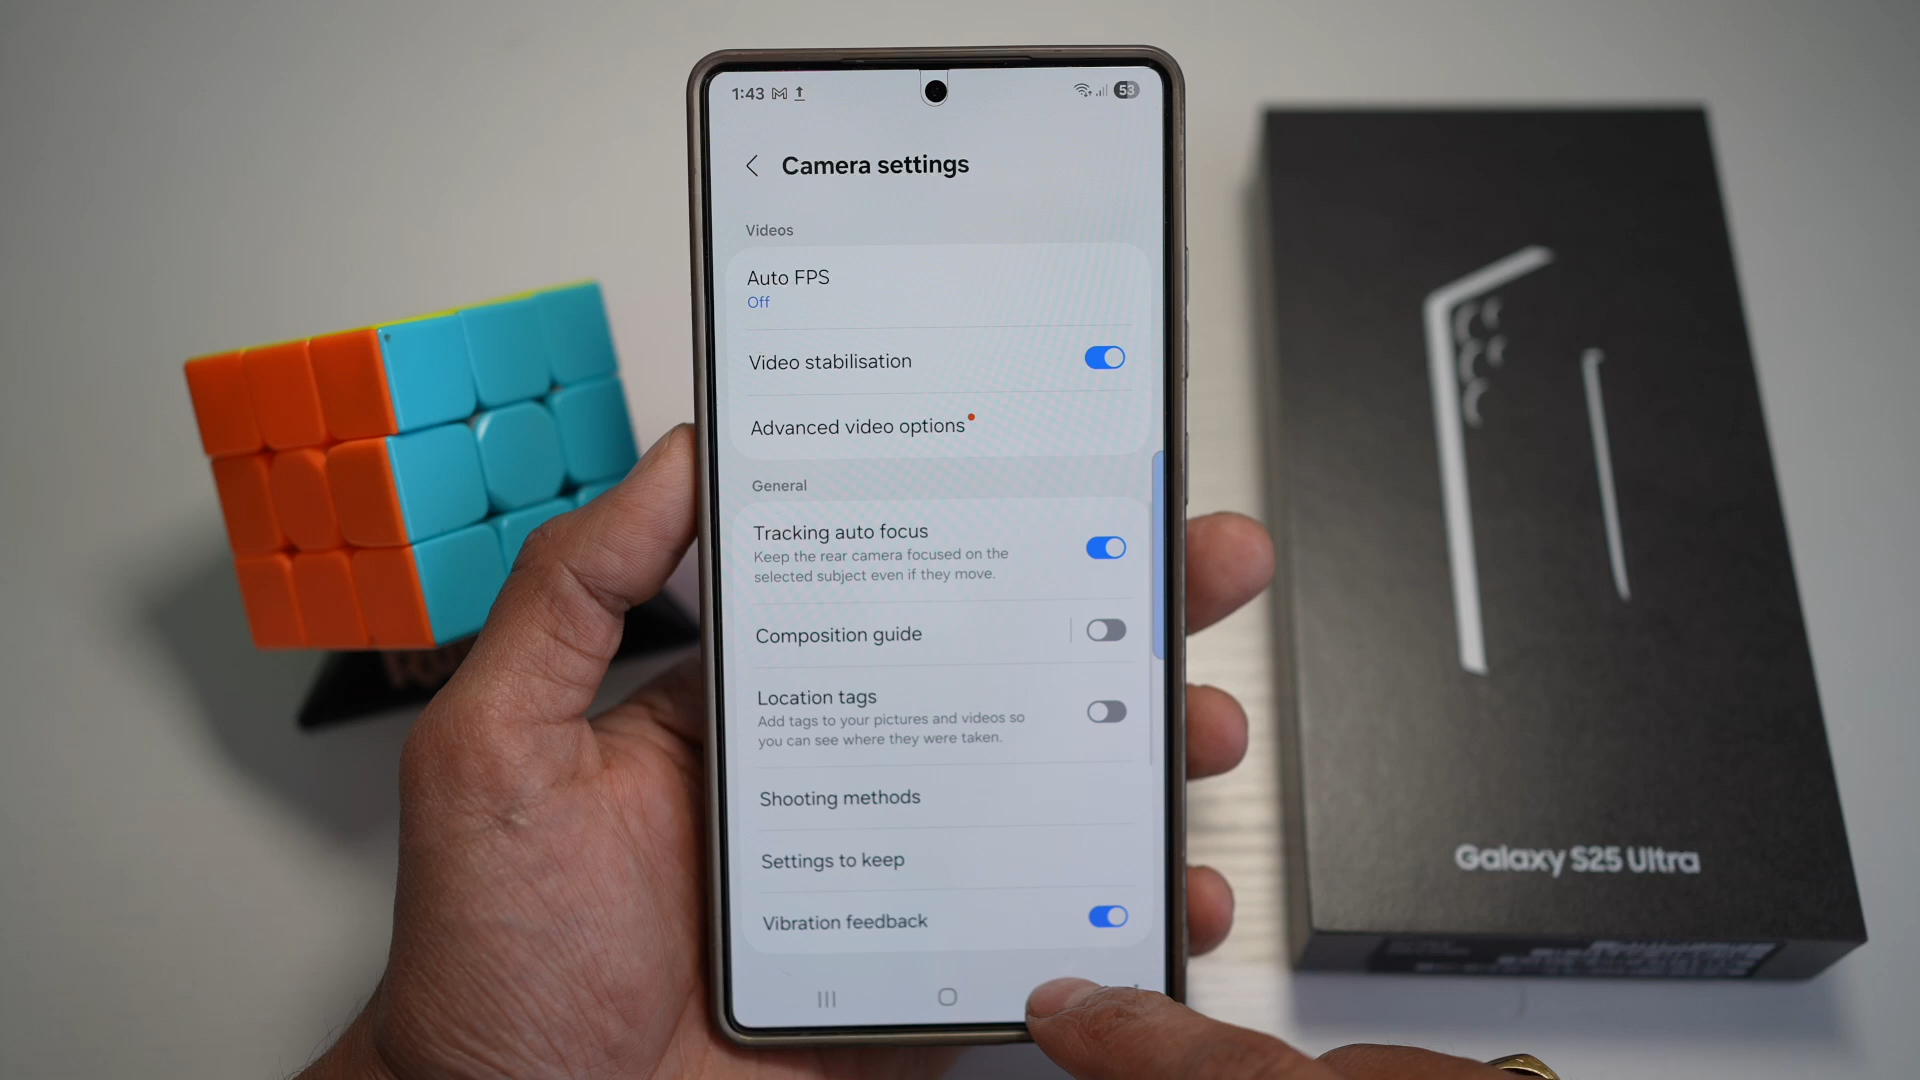 1:43
53
Camera settings
Videos
Auto FPS
Off
Video stabilisation
Advanced video options
General
Tracking auto focus
Keep the rear camera focused on the
selected subject even if they move.
Composition guide
Location tags
Add tags to your pictures and videos so
you can see where they were taken.
Shooting methods
Settings to keep
Vibration feedback
Galaxy S25 Ultra